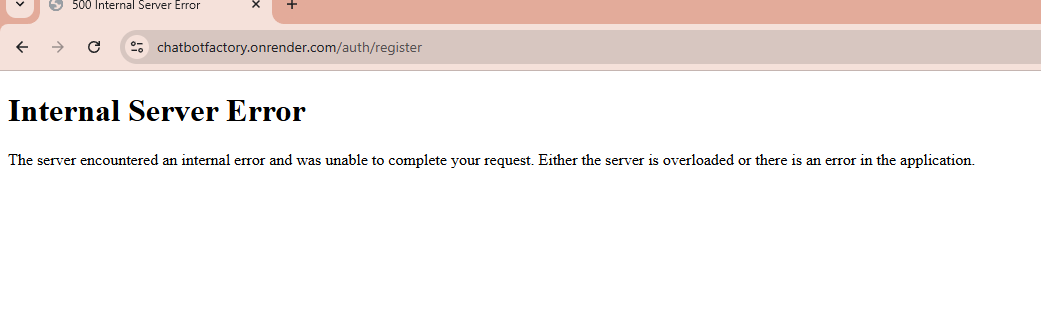 500 Internal Server Error
chatbotfactory.onrender.com/auth/register
Internal Server Error
The server encountered an internal error and was unable to complete your request. Either the server is overloaded or there is an error in the application.